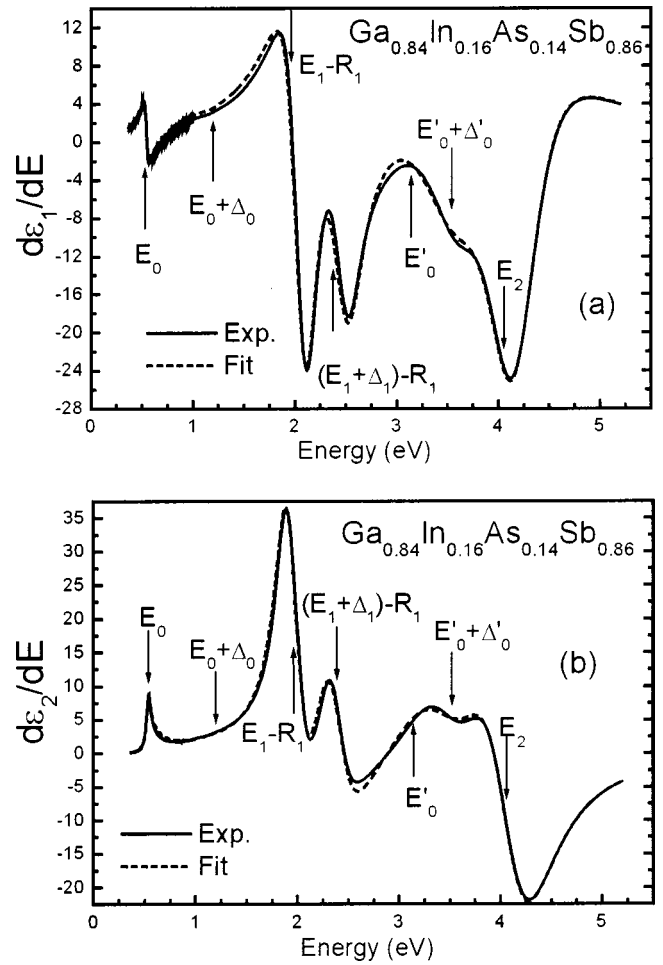 (a)
Ga0.84In0.16As0.14Sb0.86
12
8
4
0
-4
-8
-12
-16
-20
-24
-28
dε1/dE
E1-R1
E0+Δ0
E0
E'0+Δ'0
E'0
E2
(a)
(E1+Δ1)-R1
Exp.
Fit
0 1 2 3 4 5
Energy (eV)
Ga0.84In0.16As0.14Sb0.86
35
30
25
20
15
10
5
0
-5
-10
-15
-20
dε2/dE
(E1+Δ1)-R1
E0
E0+Δ0
E'0+Δ'0
(b)
E1-R1
E2
E'0
Exp.
Fit
0 1 2 3 4 5
Energy (eV)